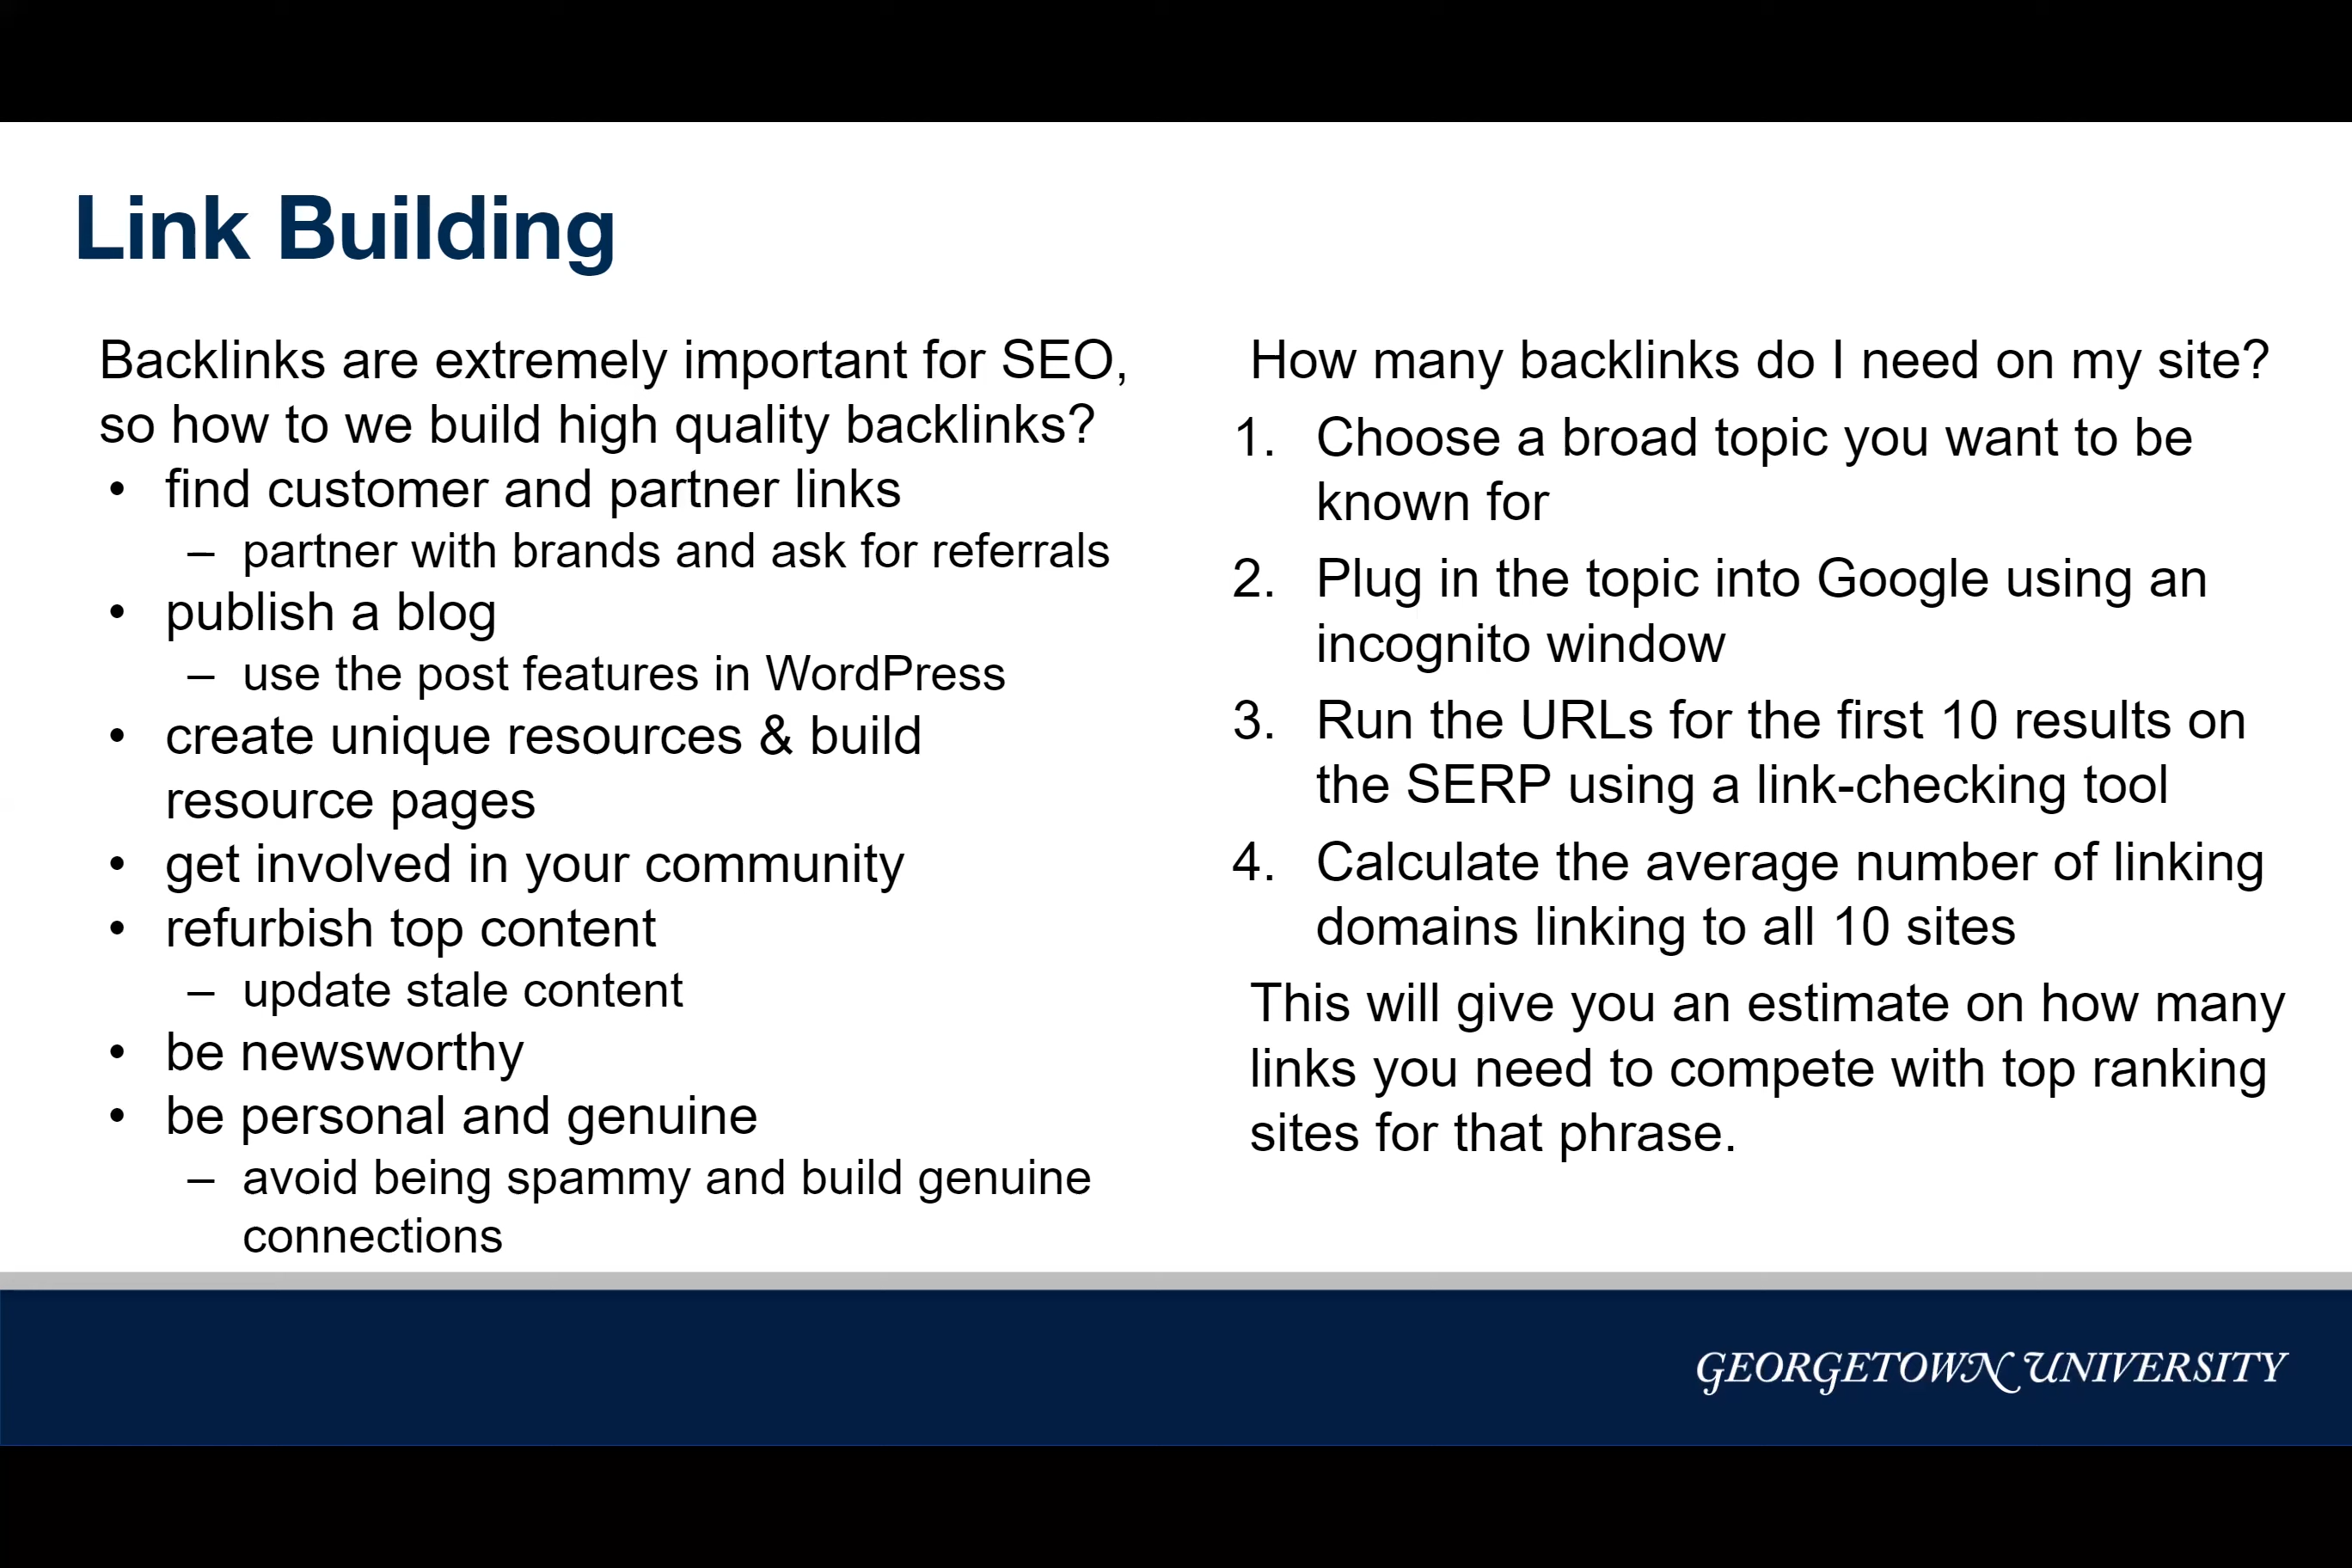 Link Building
Backlinks are extremely important for SEO,
so how to we build high quality backlinks?
• find customer and partner links
– partner with brands and ask for referrals
• publish a blog
– use the post features in WordPress
• create unique resources & build
resource pages
• get involved in your community
• refurbish top content
– update stale content
• be newsworthy
• be personal and genuine
– avoid being spammy and build genuine
connections
How many backlinks do I need on my site?
1. Choose a broad topic you want to be
known for
2. Plug in the topic into Google using an
incognito window
3. Run the URLs for the first 10 results on
the SERP using a link-checking tool
4. Calculate the average number of linking
domains linking to all 10 sites
This will give you an estimate on how many
links you need to compete with top ranking
sites for that phrase.
GEORGETOWN UNIVERSITY